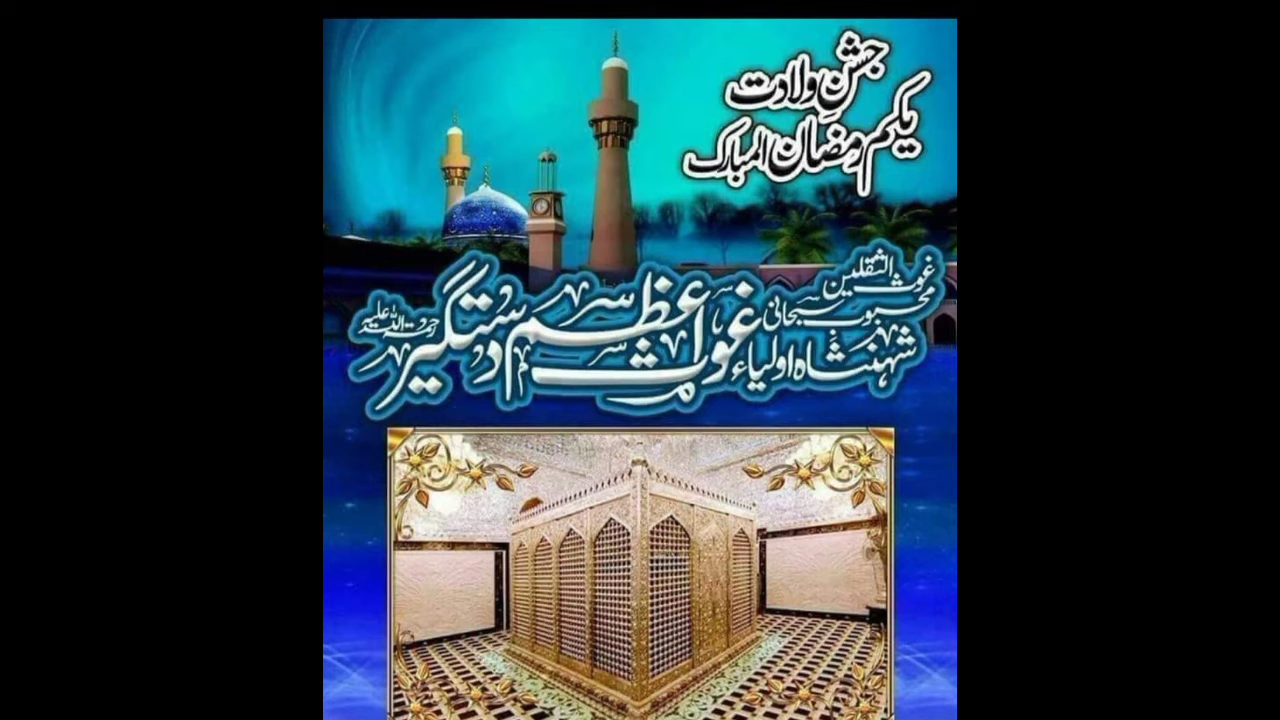 جشنِ ولادت
یکم رمضان المبارک
غوث الثقلین
محبوب سبحانی
شہنشاہ اولیاء
غوث اعظم دستگیر
رحمۃ اللہ علیہ